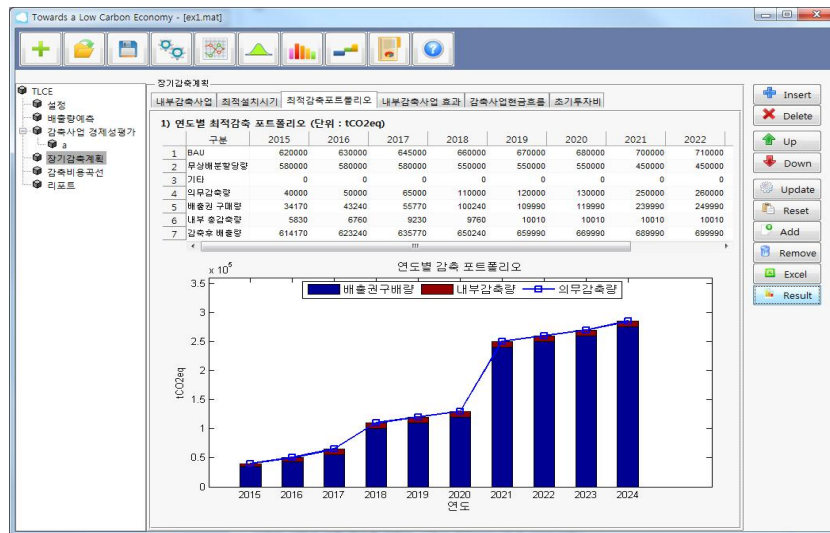 Towards a Low Carbon Economy - [ex1.mat]
TLCE
설정
배출량예측
감축사업 경제성평가
a
장기감축계획
감축비용곡선
리포트
장기감축계획
내부감축사업 최적설치시기 최적감축포트폴리오 내부감축사업 효과 감축사업현금흐름 초기투자비
1) 연도별 최적감축 포트폴리오 (단위 : tCO2eq)
구분 2015 2016 2017 2018 2019 2020 2021 2022
1 BAU 620000 630000 645000 660000 670000 680000 700000 710000
2 무상배분할당량 580000 580000 580000 550000 550000 550000 450000 450000
3 기타 0 0 0 0 0 0 0 0
4 의무감축량 40000 50000 65000 110000 120000 130000 250000 260000
5 배출권 구매량 34170 43240 55770 100240 109990 119990 239990 249990
6 내부 총감축량 5830 6760 9230 9760 10010 10010 10010 10010
7 감축후 배출량 614170 623240 635770 650240 659990 669990 689990 699990
연도별 감축 포트폴리오
x 10^5
배출권구배량 내부감축량 의무감축량
3.5
3
2.5
2
1.5
1
0.5
0
tCO2eq
2015 2016 2017 2018 2019 2020 2021 2022 2023 2024
연도
Insert
Delete
Up
Down
Update
Reset
Add
Remove
Excel
Result